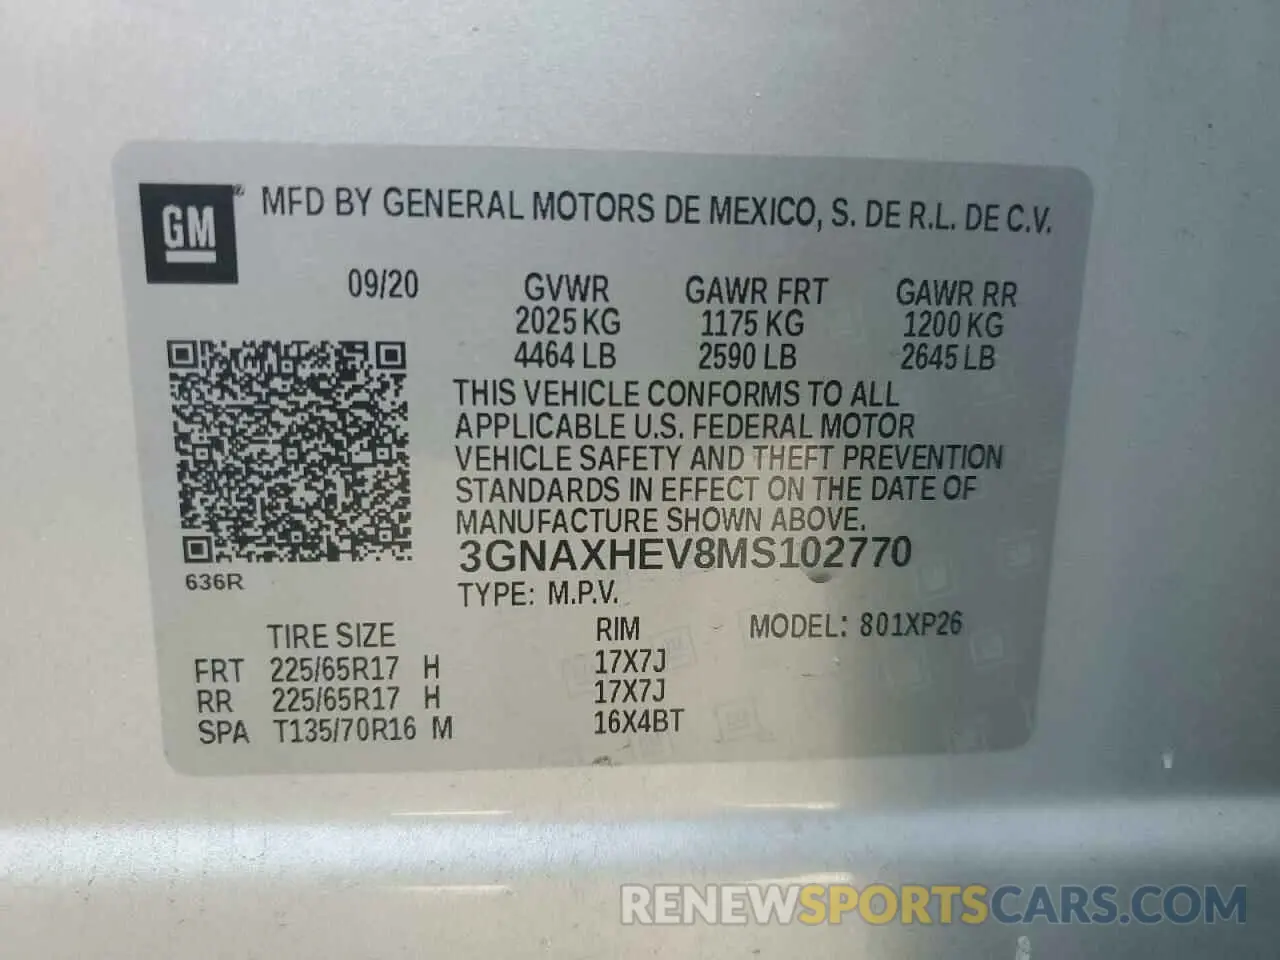 GM® MFD BY GENERAL MOTORS DE MEXICO, S. DE R.L. DE C.V.
09/20 GVWR GAWR FRT GAWR RR
2025 KG 1175 KG 1200 KG
4464 LB 2590 LB 2645 LB
THIS VEHICLE CONFORMS TO ALL
APPLICABLE U.S. FEDERAL MOTOR
VEHICLE SAFETY AND THEFT PREVENTION
STANDARDS IN EFFECT ON THE DATE OF
MANUFACTURE SHOWN ABOVE.
3GNAXHEV8MS102770
636R
TYPE: M.P.V.
TIRE SIZE RIM MODEL: 801XP26
FRT 225/65R17 H 17X7J
RR 225/65R17 H 17X7J
SPA T135/70R16 M 16X4BT
RENEWSPORTSCARS.COM